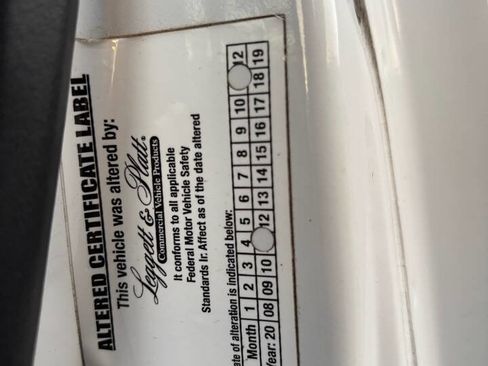 ALTERED CERTIFICATE LABEL
This vehicle was altered by:
Leggett & Platt
Commercial Vehicle Products
It conforms to all applicable
Federal Motor Vehicle Safety
Standards Ir: Affect as of the date altered
ate of alteration is indicated below:
Month 1 2 3 4 5 6 7 8 9 10 12
Year: 20 08 09 10 12 13 14 15 16 17 18 19